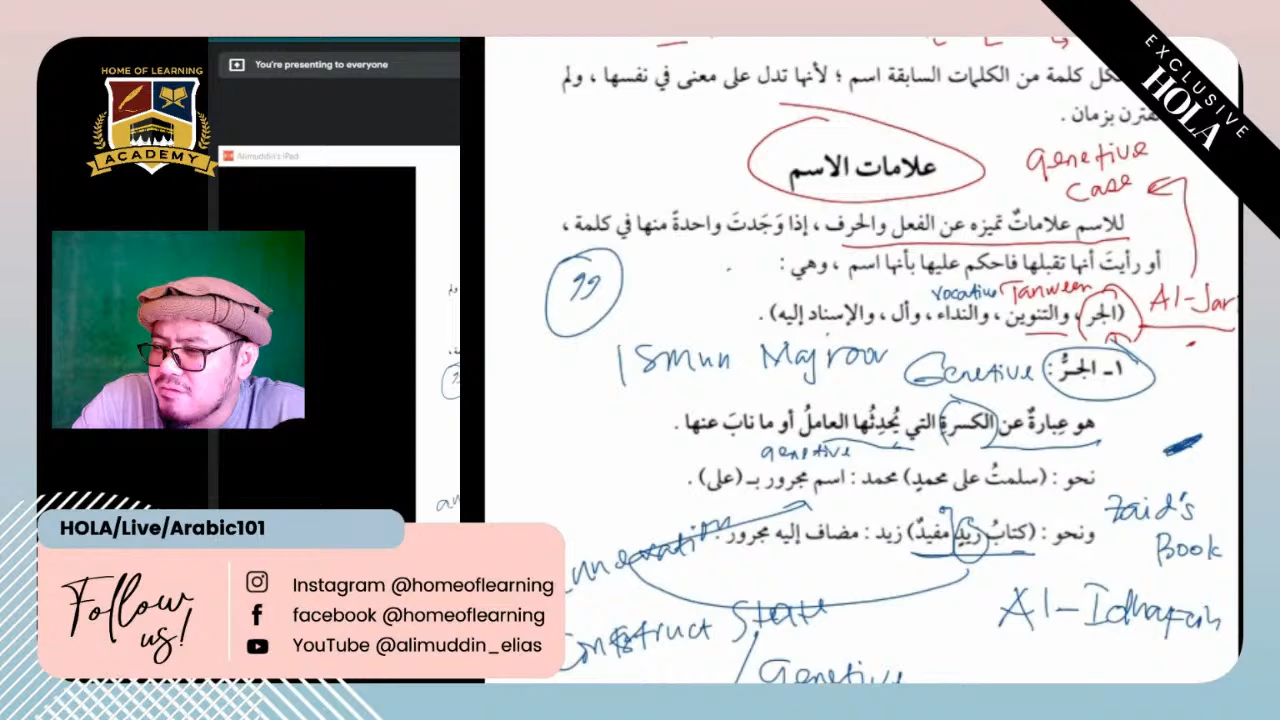 HOME OF LEARNING
ACADEMY
You're presenting to everyone
Alimuddin's iPad
EXCLUSIVE
HOLA
كل كلمة من الكلمات السابقة اسم ؛ لأنها تدل على معنى في نفسها ، ولم
بزمان .
علامات الاسم
genetive
case
للاسم علاماتٌ تميزه عن الفعل والحرف ، إذا وَجَدتَ واحدةً منها في كلمة ،
أو رأيتَ أنها تقبلها فاحكم عليها بأنها اسم ، وهي :
vocative Tanween
Al-Jar
(الجر ، والتنوين ، والنداء ، وأل ، والإسناد إليه) .
Ismun Majroor
Genetive
١ـ الجرُّ :
هو عِبارةٌ عن الكسرةِ التي يُحدِثُها العاملُ أو ما نابَ عنها .
genetive
نحو : (سلمتُ على محمدٍ) محمد : اسم مجرور بـ (على) .
ونحو : (كتابُ زيدٍ مفيدٌ) زيد : مضاف إليه مجرور .
Zaid's
Book
Al-Idhafah
Construct State
Genetive
HOLA/Live/Arabic101
Follow us!
Instagram @homeoflearning
facebook @homeoflearning
YouTube @alimuddin_elias